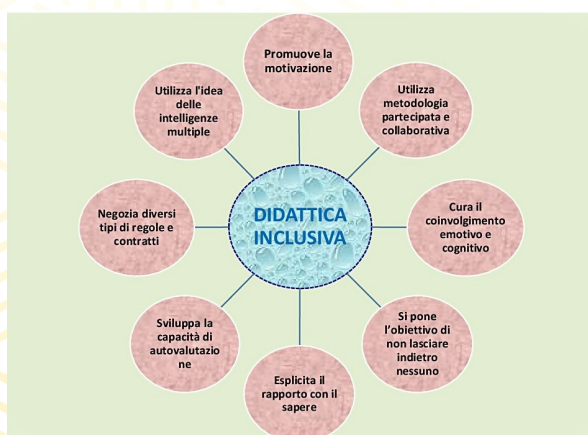 Promuove la
motivazione
Utilizza
metodologia
partecipata e
collaborativa
Cura il
coinvolgimento
emotivo e
cognitivo
Si pone
l'obiettivo di
non lasciare
indietro
nessuno
Esplicita il
rapporto con il
sapere
Sviluppa la
capacità di
autovalutazio
ne
Negozia diversi
tipi di regole e
contratti
Utilizza l'idea
delle
intelligenze
multiple
DIDATTICA
INCLUSIVA